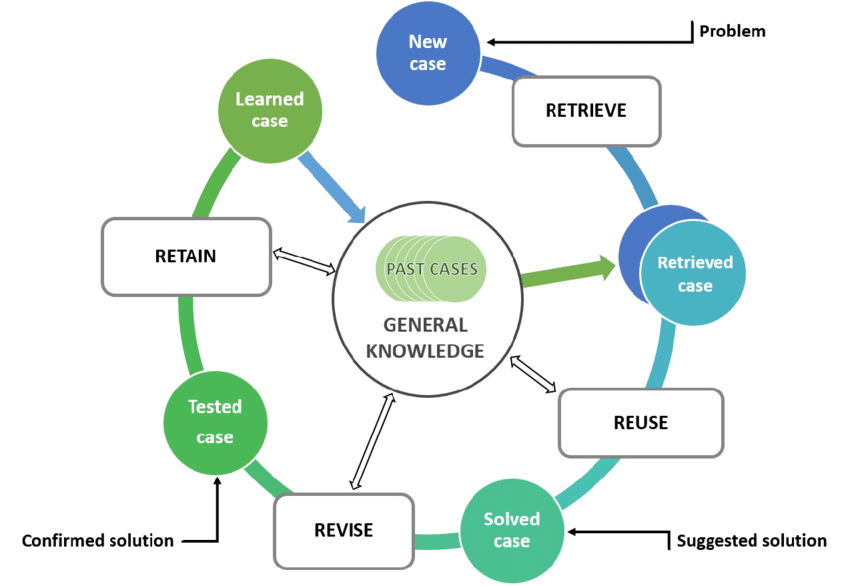 Problem
New
case
RETRIEVE
Learned
case
RETAIN
PAST CASES
GENERAL
KNOWLEDGE
Retrieved
case
REUSE
Tested
case
REVISE
Solved
case
Confirmed solution
Suggested solution